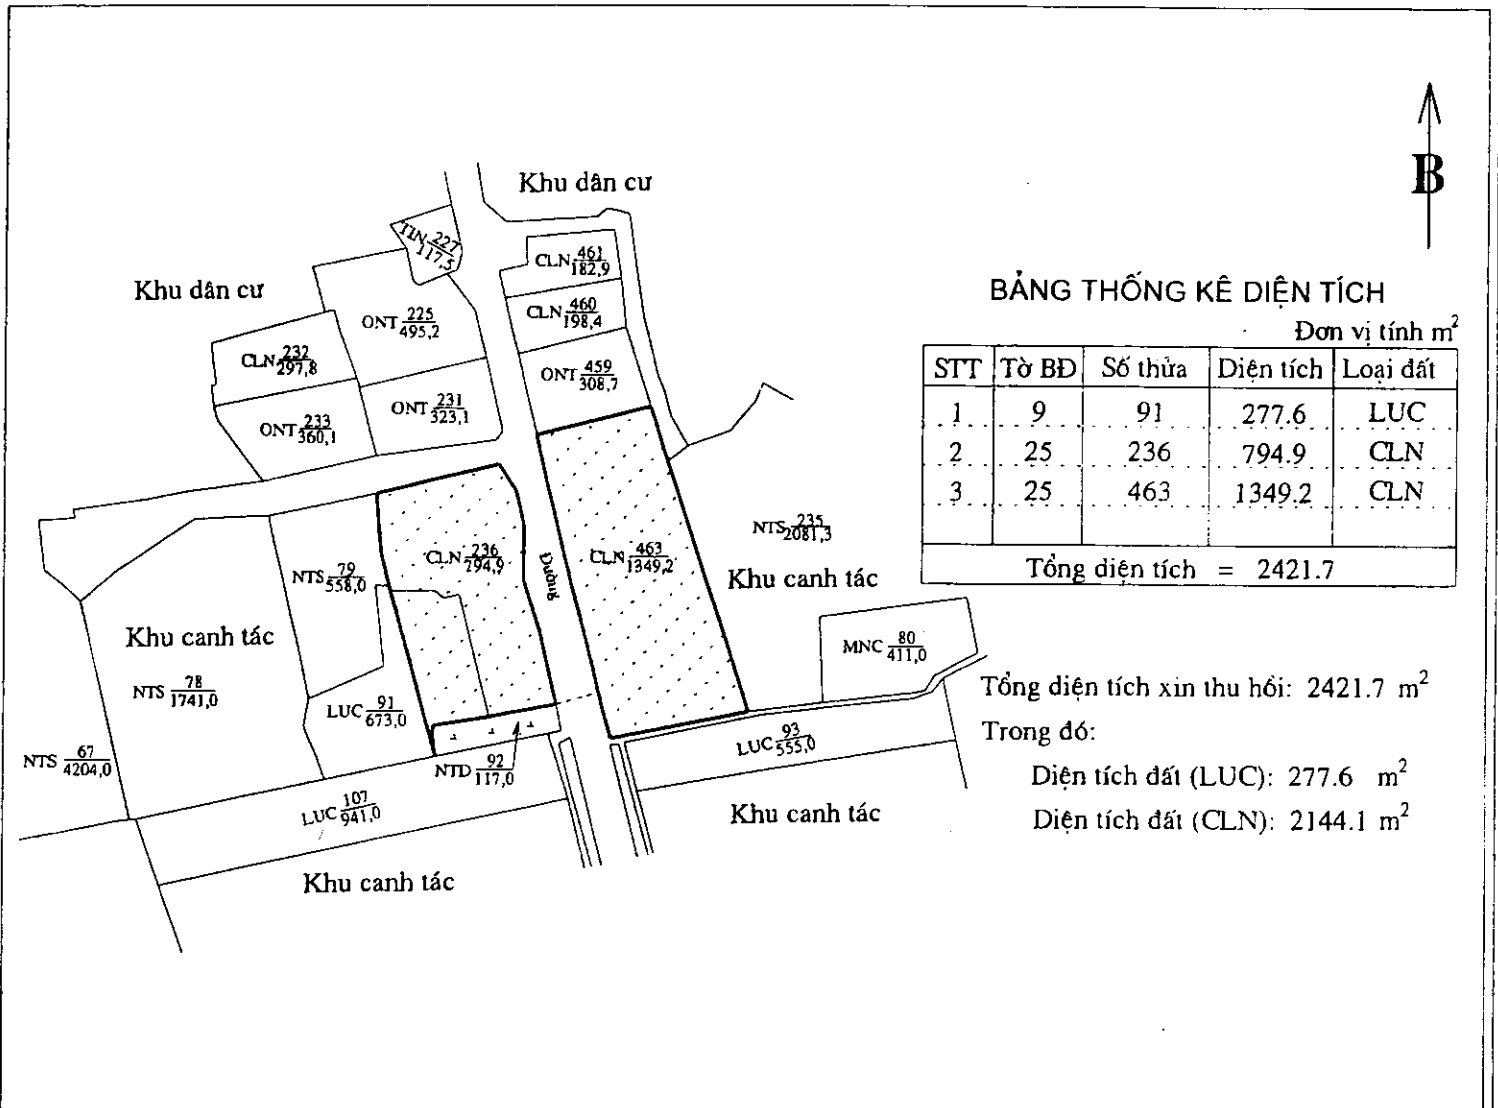 Khu dân cư
B
TIN 227
117,5
CLN 461
182,9
BẢNG THỐNG KÊ DIỆN TÍCH
Khu dân cư
ONT 225
495,2
CLN 460
198,4
Đơn vị tính m²
CLN 232
297,8
ONT 459
308,7
ONT 233
360,1
ONT 231
323,1
STT Tờ BĐ Số thửa Diện tích Loại đất
1 9 91 277.6 LUC
2 25 236 794.9 CLN
3 25 463 1349.2 CLN
Tổng diện tích = 2421.7
NTS 235
2081,3
CLN 236
794,9
Đường
CLN 463
1349,2
NTS 79
558,0
Khu canh tác
Khu canh tác
MNC 80
411,0
NTS 78
1741,0
LUC 91
673,0
Tổng diện tích xin thu hồi: 2421.7 m²
Trong đó:
LUC 93
555,0
NTS 67
4204,0
NTD 92
117,0
Diện tích đất (LUC): 277.6 m²
LUC 107
941,0
Khu canh tác
Diện tích đất (CLN): 2144.1 m²
Khu canh tác